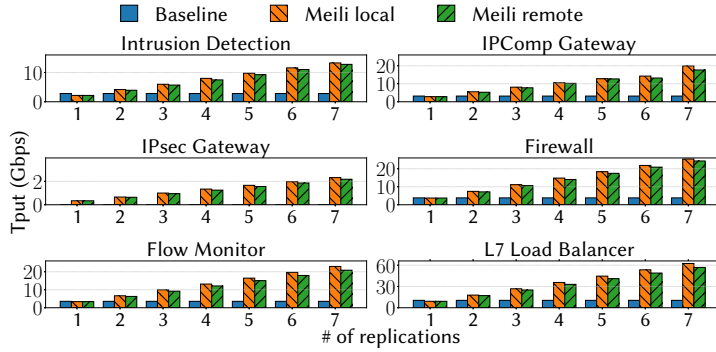 Baseline Meili local Meili remote
Intrusion Detection IPComp Gateway
10
0
1 2 3 4 5 6 7
20
10
0
1 2 3 4 5 6 7
IPsec Gateway Firewall
2
0
1 2 3 4 5 6 7
20
10
0
1 2 3 4 5 6 7
Flow Monitor L7 Load Balancer
20
10
0
1 2 3 4 5 6 7
60
30
0
1 2 3 4 5 6 7
Tput (Gbps)
# of replications